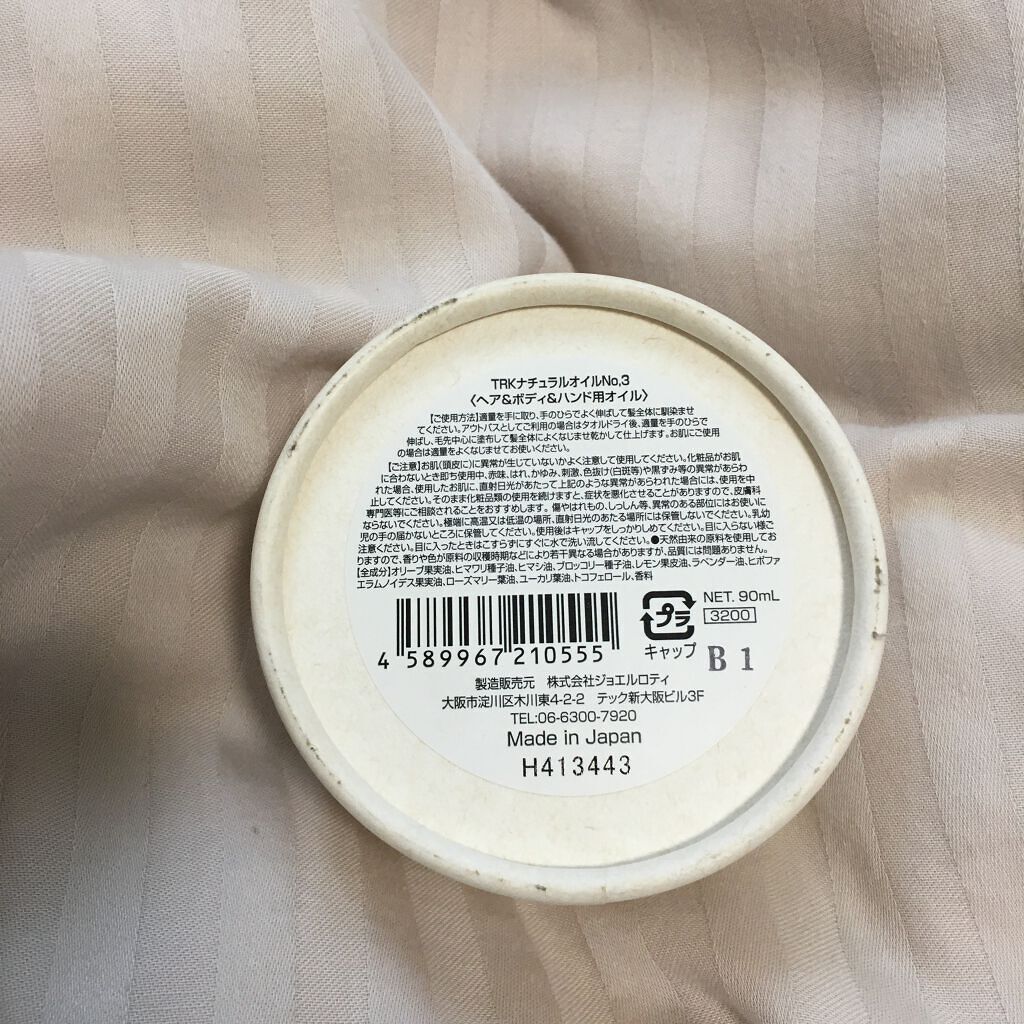 TRKナチュラルオイルNo,3
〈ヘア&ボディ&ハンド用オイル〉
【ご使用方法】適量を手に取り、手のひらでよく伸ばして髪全体に馴染ませ
てください。アウトバスとしてご利用の場合はタオルドライ後、適量を手のひらで
伸ばし、毛先中心に塗布して髪全体によくなじませ乾かして仕上げます。お肌にご使用
の場合は適量をよくなじませてお使いください。
【ご注意】お肌(頭皮に)に異常が生じていないかよく注意して使用してください。化粧品がお肌
に合わないとき即ち使用中、赤味、はれ、かゆみ、刺激、色抜け(白斑等)や黒ずみ等の異常があらわ
れた場合、使用したお肌に、直射日光があたって上記のような異常があらわれた場合には、使用を中
止してください。そのまま化粧品類の使用を続けますと、症状を悪化させることがありますので、皮膚科
専門医等にご相談されることをおすすめします。 傷やはれもの、しっしん等、異常のある部位にはお使いに
ならないでください。極端に高温又は低温の場所、直射日光のあたる場所には保管しないでください。乳幼
児の手の届かないところに保管してください。使用後はキャップをしっかりしめてください。目に入らない様ご
注意ください。目に入ったときはこすらずにすぐに水で洗い流してください。●天然由来の原料を使用してお
りますので、香りや色が原料の収穫時期などにより若干異なる場合がありますが、品質には問題ありません。
【全成分】オリーブ果実油、ヒマワリ種子油、ヒマシ油、ブロッコリー種子油、レモン果皮油、ラベンダー油、ヒポファ
エラムノイデス果実油、ローズマリー葉油、ユーカリ葉油、トコフェロール、香料
4 589967 210555
プラ
キャップ
NET. 90mL
3200
B 1
製造販売元 株式会社ジョエルロティ
大阪市淀川区木川東4-2-2 テック新大阪ビル3F
TEL:06-6300-7920
Made in Japan
H413443